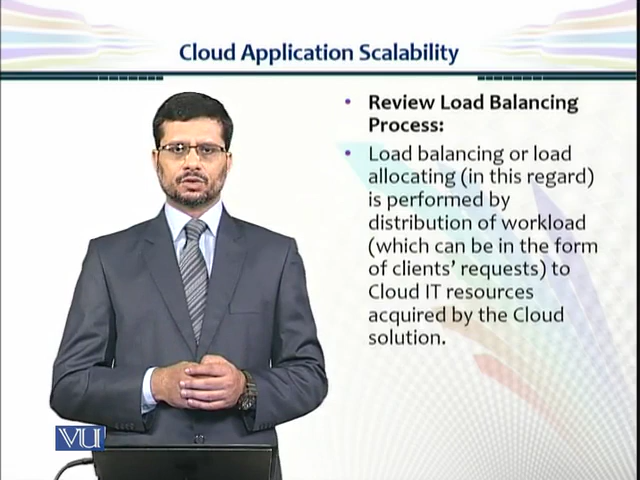 Cloud Application Scalability
• Review Load Balancing
Process:
• Load balancing or load
allocating (in this regard)
is performed by
distribution of workload
(which can be in the form
of clients' requests) to
Cloud IT resources
acquired by the Cloud
solution.
VU